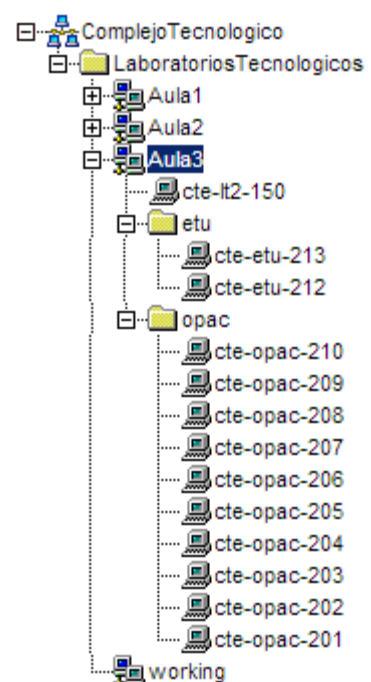 ComplejoTecnologico
LaboratoriosTecnologicos
Aula1
Aula2
Aula3
cte-lt2-150
etu
cte-etu-213
cte-etu-212
opac
cte-opac-210
cte-opac-209
cte-opac-208
cte-opac-207
cte-opac-206
cte-opac-205
cte-opac-204
cte-opac-203
cte-opac-202
cte-opac-201
working